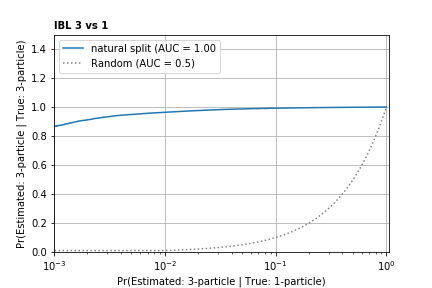 IBL 3 vs 1
natural split (AUC = 1.00
Random (AUC = 0.5)
Pr(Estimated: 3-particle | True: 3-particle)
1.4
1.2
1.0
0.8
0.6
0.4
0.2
0.0
10⁻³
10⁻²
10⁻¹
10⁰
Pr(Estimated: 3-particle | True: 1-particle)